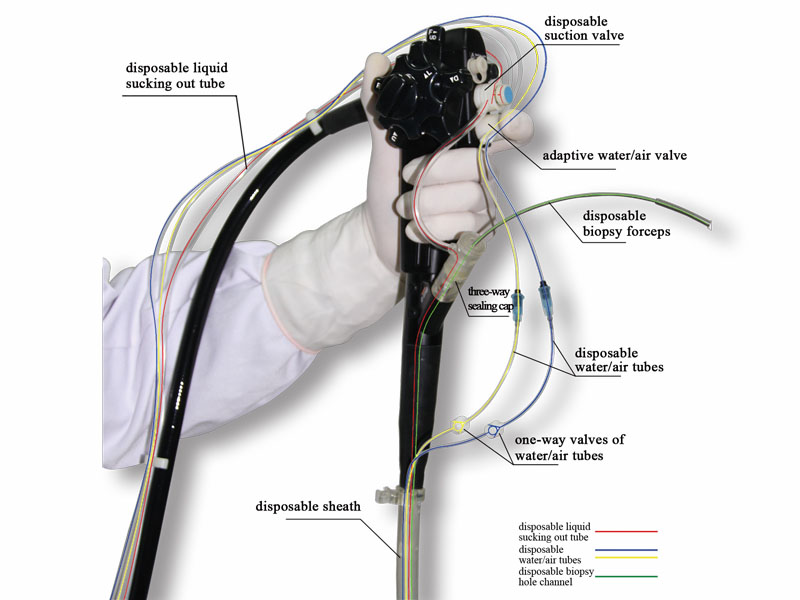 disposable
suction valve
disposable liquid
sucking out tube
adaptive water/air valve
disposable
biopsy forceps
three-way
sealing cap
disposable
water/air tubes
one-way valves of
water/air tubes
disposable sheath
disposable liquid
sucking out tube
disposable
water/air tubes
disposable biopsy
hole channel